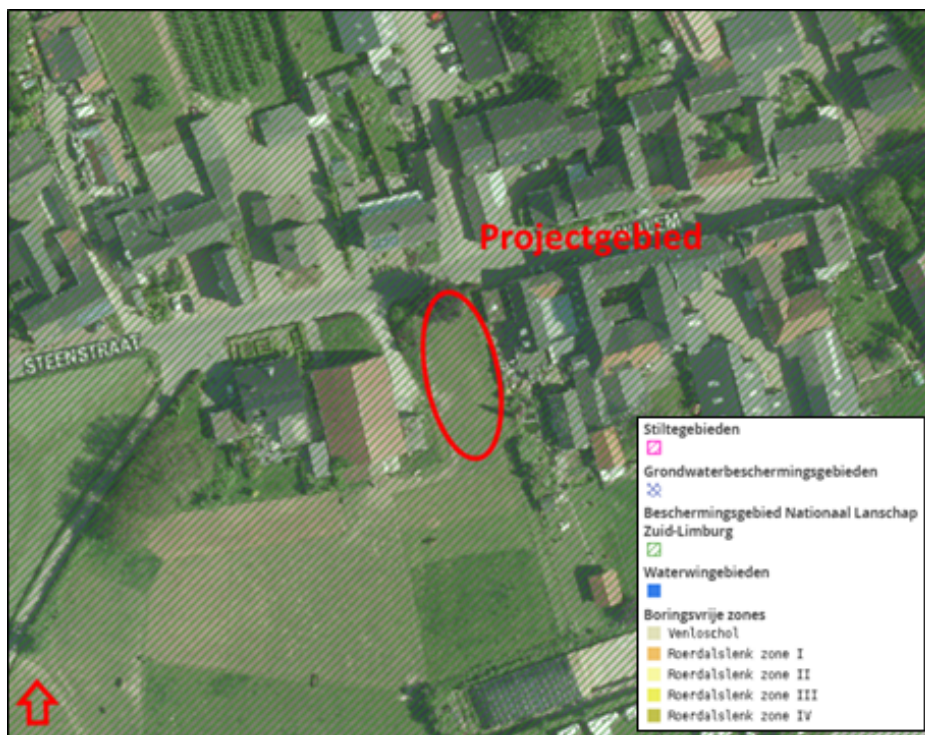 Projectgebied
STEENSTRAAT
Stiltegebieden
Grondwaterbeschermingsgebieden
Beschermingsgebied Nationaal Lanschap
Zuid-Limburg
Waterwingebieden
Boringsvrije zones
Venloschol
Roerdalslenk zone I
Roerdalslenk zone II
Roerdalslenk zone III
Roerdalslenk zone IV